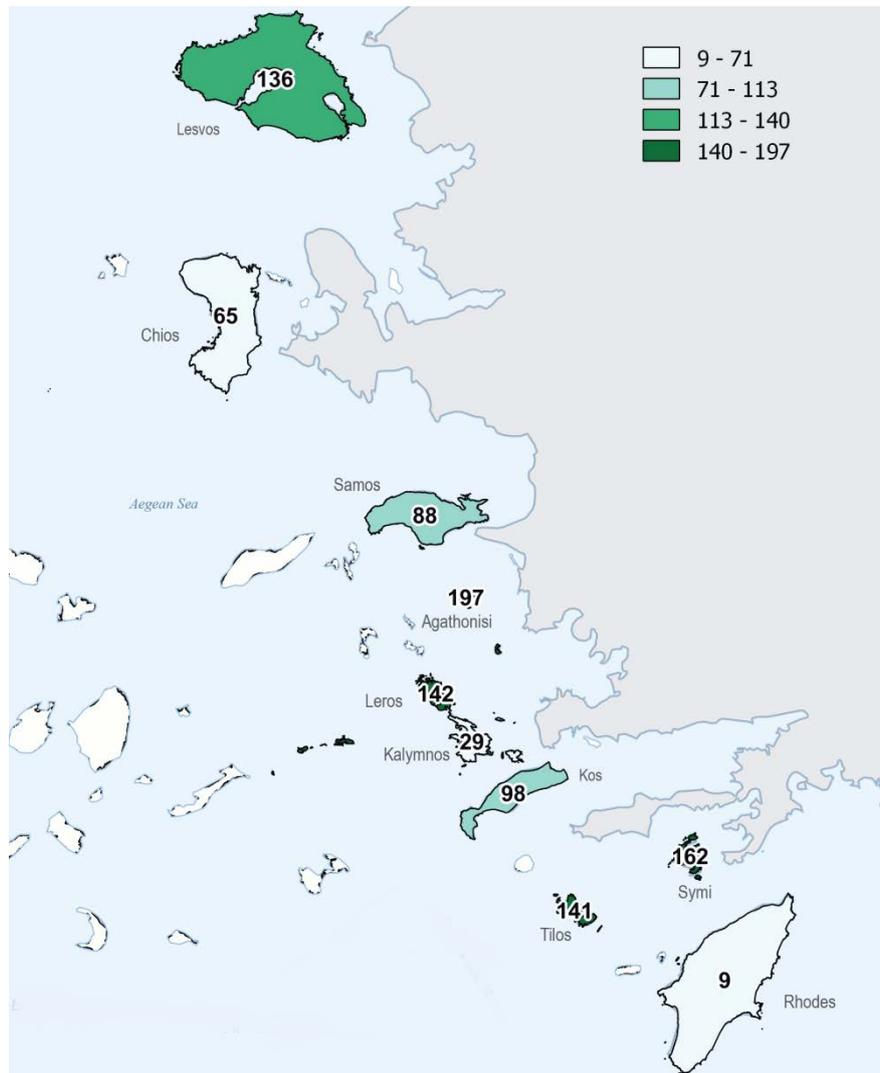 136
Lesvos
9 - 71
71 - 113
113 - 140
140 - 197
65
Chios
Samos
88
Aegean Sea
197
Agathonisi
142
Leros
29
Kalymnos
98
Kos
162
Symi
141
Tilos
9
Rhodes